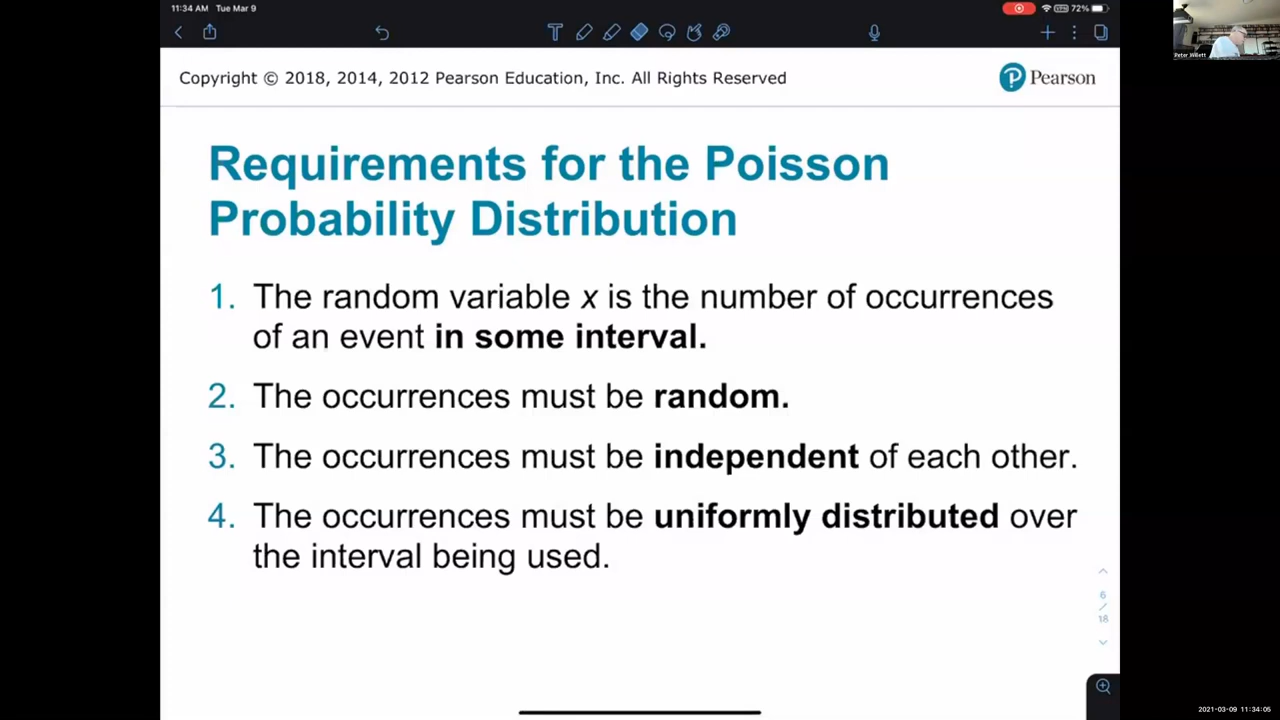 11:34 AM Tue Mar 9
72%
Copyright © 2018, 2014, 2012 Pearson Education, Inc. All Rights Reserved
P Pearson
Requirements for the Poisson
Probability Distribution
1. The random variable x is the number of occurrences
of an event in some interval.
2. The occurrences must be random.
3. The occurrences must be independent of each other.
4. The occurrences must be uniformly distributed over
the interval being used.
6
/
18
Peter Willett
2021-03-09 11:34:05